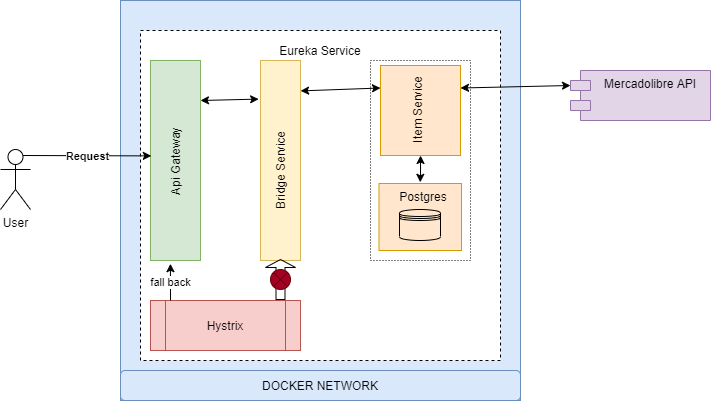 Eureka Service
Mercadolibre API
Item Service
Api Gateway
Bridge Service
Request
Postgres
User
fall back
Hystrix
DOCKER NETWORK